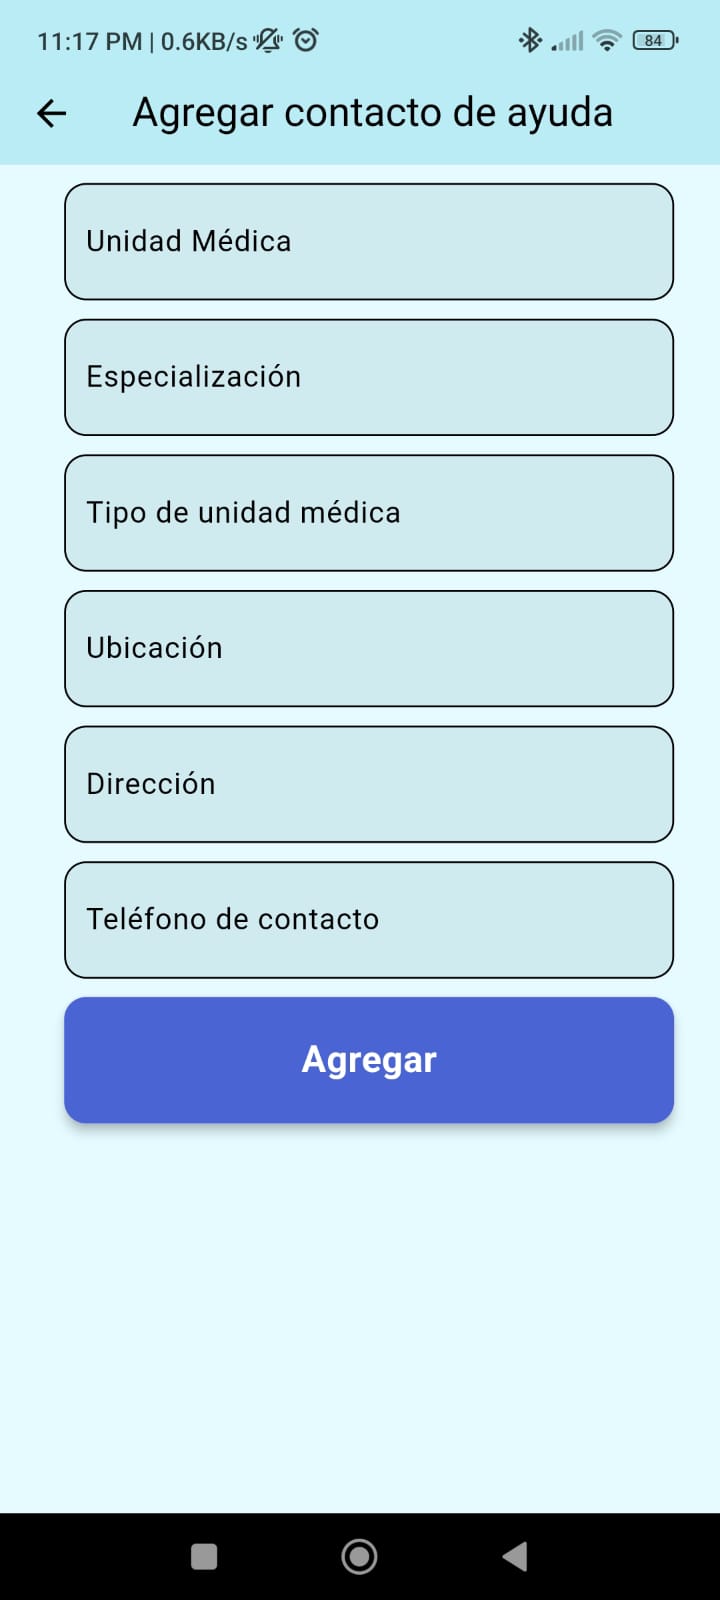 11:17 PM | 0.6KB/s
84
Agregar contacto de ayuda
Unidad Médica
Especialización
Tipo de unidad médica
Ubicación
Dirección
Teléfono de contacto
Agregar